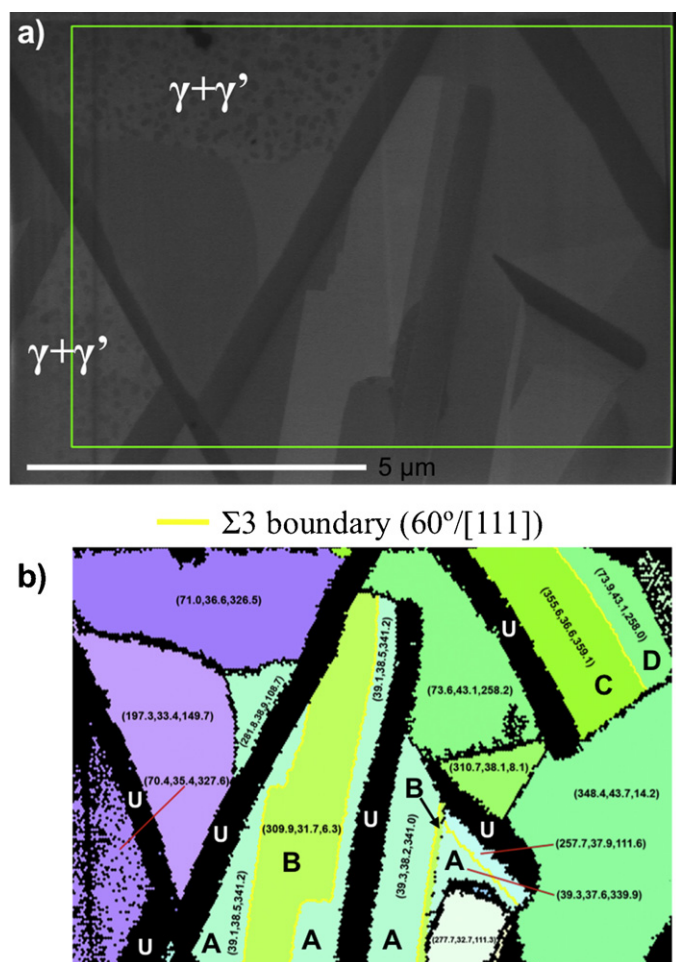 a)
γ+γ’
γ+γ’
5 μm
Σ3 boundary (60º/[111])
b)
(71.0,36.6,326.5)
(73.9,43.1,258.0)
(355.6,36.6,359.1)
U
D
C
(39.1,38.5,341.2)
(281.8,38.9,108.7)
(73.6,43.1,258.2)
(197.3,33.4,149.7)
(310.7,38.1,8.1)
(70.4,35.4,327.6)
(348.4,43.7,14.2)
B
U
U
(309.9,31.7,6.3)
U
U
(257.7,37.9,111.6)
B
(39.3,38.2,341.0)
A
(39.1,38.5,341.2)
(39.3,37.6,339.9)
U
A
A
A
(277.7,32.7,111.3)